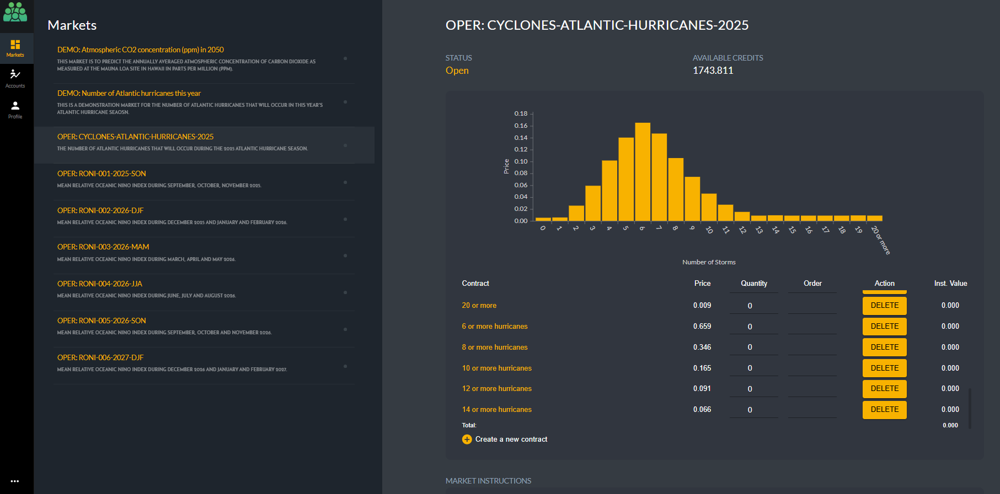 Markets
Accounts
Profile
Markets
DEMO: Atmospheric CO2 concentration (ppm) in 2050
THIS MARKET IS TO PREDICT THE ANNUALLY AVERAGED ATMOSPHERIC CONCENTRATION OF CARBON DIOXIDE AS
MEASURED AT THE MAUNA LOA SITE IN HAWAII IN PARTS PER MILLION (PPM).
DEMO: Number of Atlantic hurricanes this year
THIS IS A DEMONSTRATION MARKET FOR THE NUMBER OF ATLANTIC HURRICANES THAT WILL OCCUR IN THIS YEAR'S
ATLANTIC HURRICANE SEAOSN.
OPER: CYCLONES-ATLANTIC-HURRICANES-2025
THE NUMBER OF ATLANTIC HURRICANES THAT WILL OCCUR DURING THE 2025 ATLANTIC HURRICANE SEASON.
OPER: RONI-001-2025-SON
MEAN RELATIVE OCEANIC NINO INDEX DURING SEPTEMBER, OCTOBER, NOVEMBER 2025.
OPER: RONI-002-2026-DJF
MEAN RELATIVE OCEANIC NINO INDEX DURING DECEMBER 2025 AND JANUARY AND FEBRUARY 2026.
OPER: RONI-003-2026-MAM
MEAN RELATIVE OCEANIC NINO INDEX DURING MARCH, APRIL AND MAY 2026.
OPER: RONI-004-2026-JJA
MEAN RELATIVE OCEANIC NINO INDEX DURING JUNE, JULY AND AUGUST 2026.
OPER: RONI-005-2026-SON
MEAN RELATIVE OCEANIC NINO INDEX DURING SEPTEMBER, OCTOBER AND NOVEMBER 2026.
OPER: RONI-006-2027-DJF
MEAN RELATIVE OCEANIC NINO INDEX DURING DECEMBER 2026 AND JANUARY AND FEBRUARY 2027.
OPER: CYCLONES-ATLANTIC-HURRICANES-2025
STATUS AVAILABLE CREDITS
Open 1743.811
0.18
0.16
0.14
0.12
0.10
0.08
0.06
0.04
0.02
0.00
Price
0 1 2 3 4 5 6 7 8 9 10 11 12 13 14 15 16 17 18 19 20 or more
Number of Storms
Contract Price Quantity Order Action Inst. Value
20 or more 0.009 0 DELETE 0.000
6 or more hurricanes 0.659 0 DELETE 0.000
8 or more hurricanes 0.346 0 DELETE 0.000
10 or more hurricanes 0.165 0 DELETE 0.000
12 or more hurricanes 0.091 0 DELETE 0.000
14 or more hurricanes 0.066 0 DELETE 0.000
Total: 0.000
Create a new contract
MARKET INSTRUCTIONS